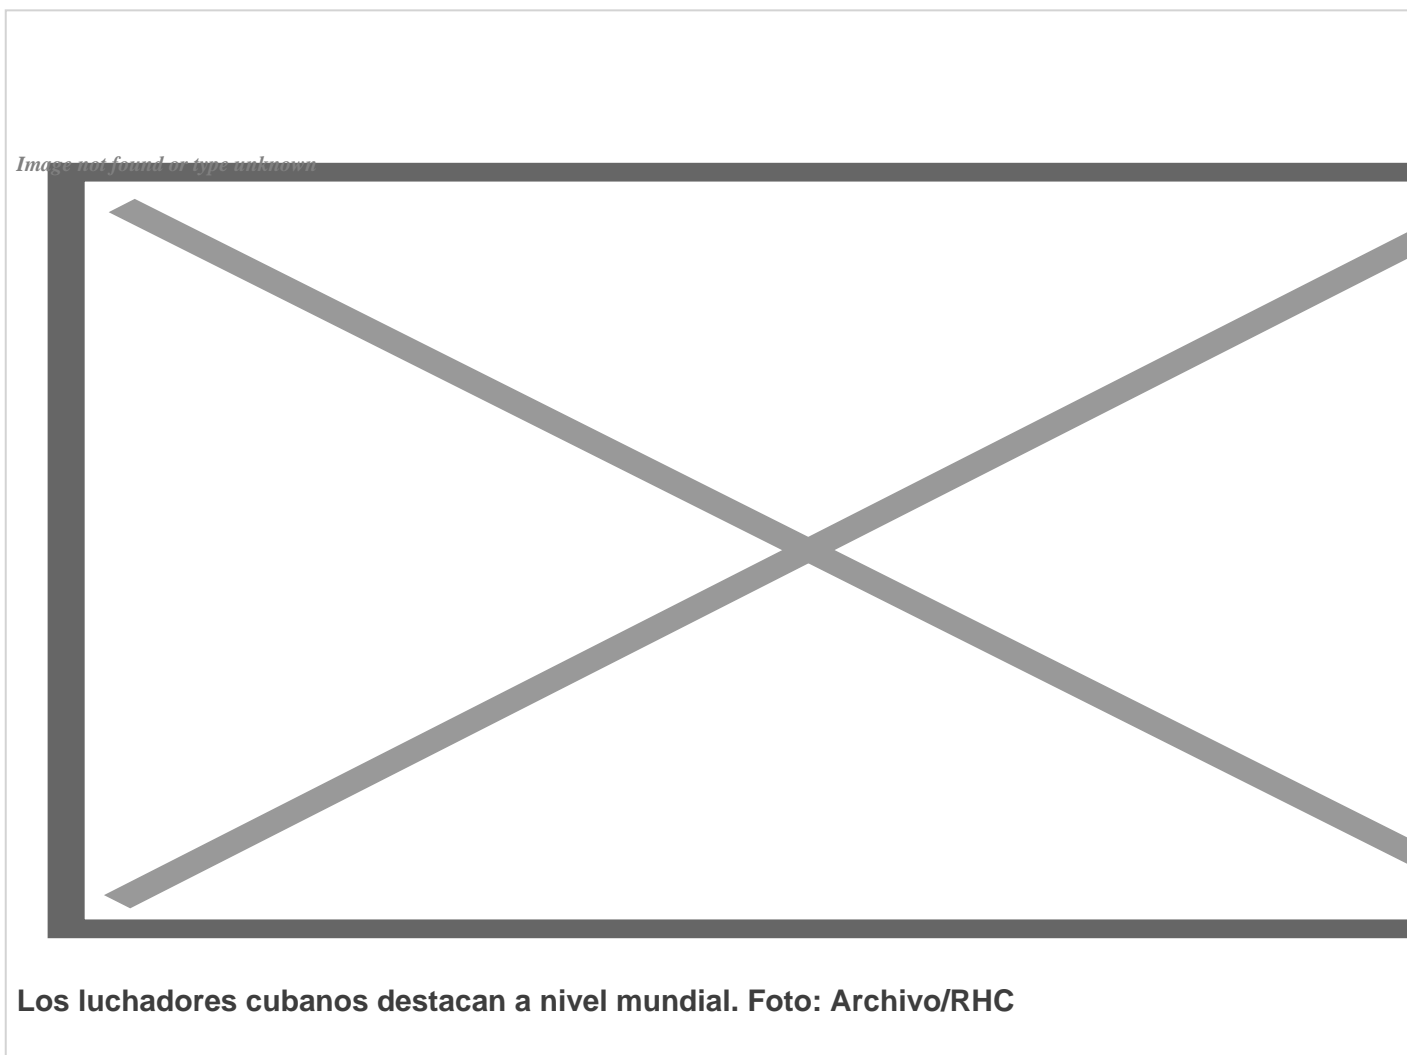 Image not found or type unknown
Los luchadores cubanos destacan a nivel mundial. Foto: Archivo/RHC